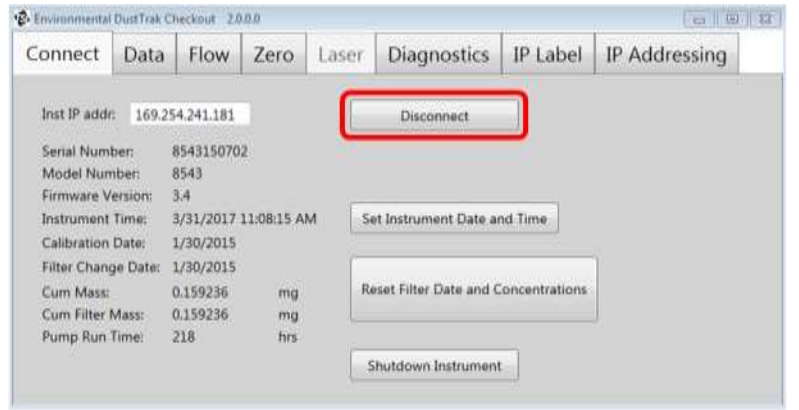 Environmental DustTrak Checkout 2.0.0.0
Connect Data Flow Zero Laser Diagnostics IP Label IP Addressing
Inst IP addr: 169.254.241.181 Disconnect
Serial Number: 8543150702
Model Number: 8543
Firmware Version: 3.4
Instrument Time: 3/31/2017 11:08:15 AM Set Instrument Date and Time
Calibration Date: 1/30/2015
Filter Change Date: 1/30/2015
Cum Mass: 0.159236 mg Reset Filter Date and Concentrations
Cum Filter Mass: 0.159236 mg
Pump Run Time: 218 hrs
Shutdown Instrument